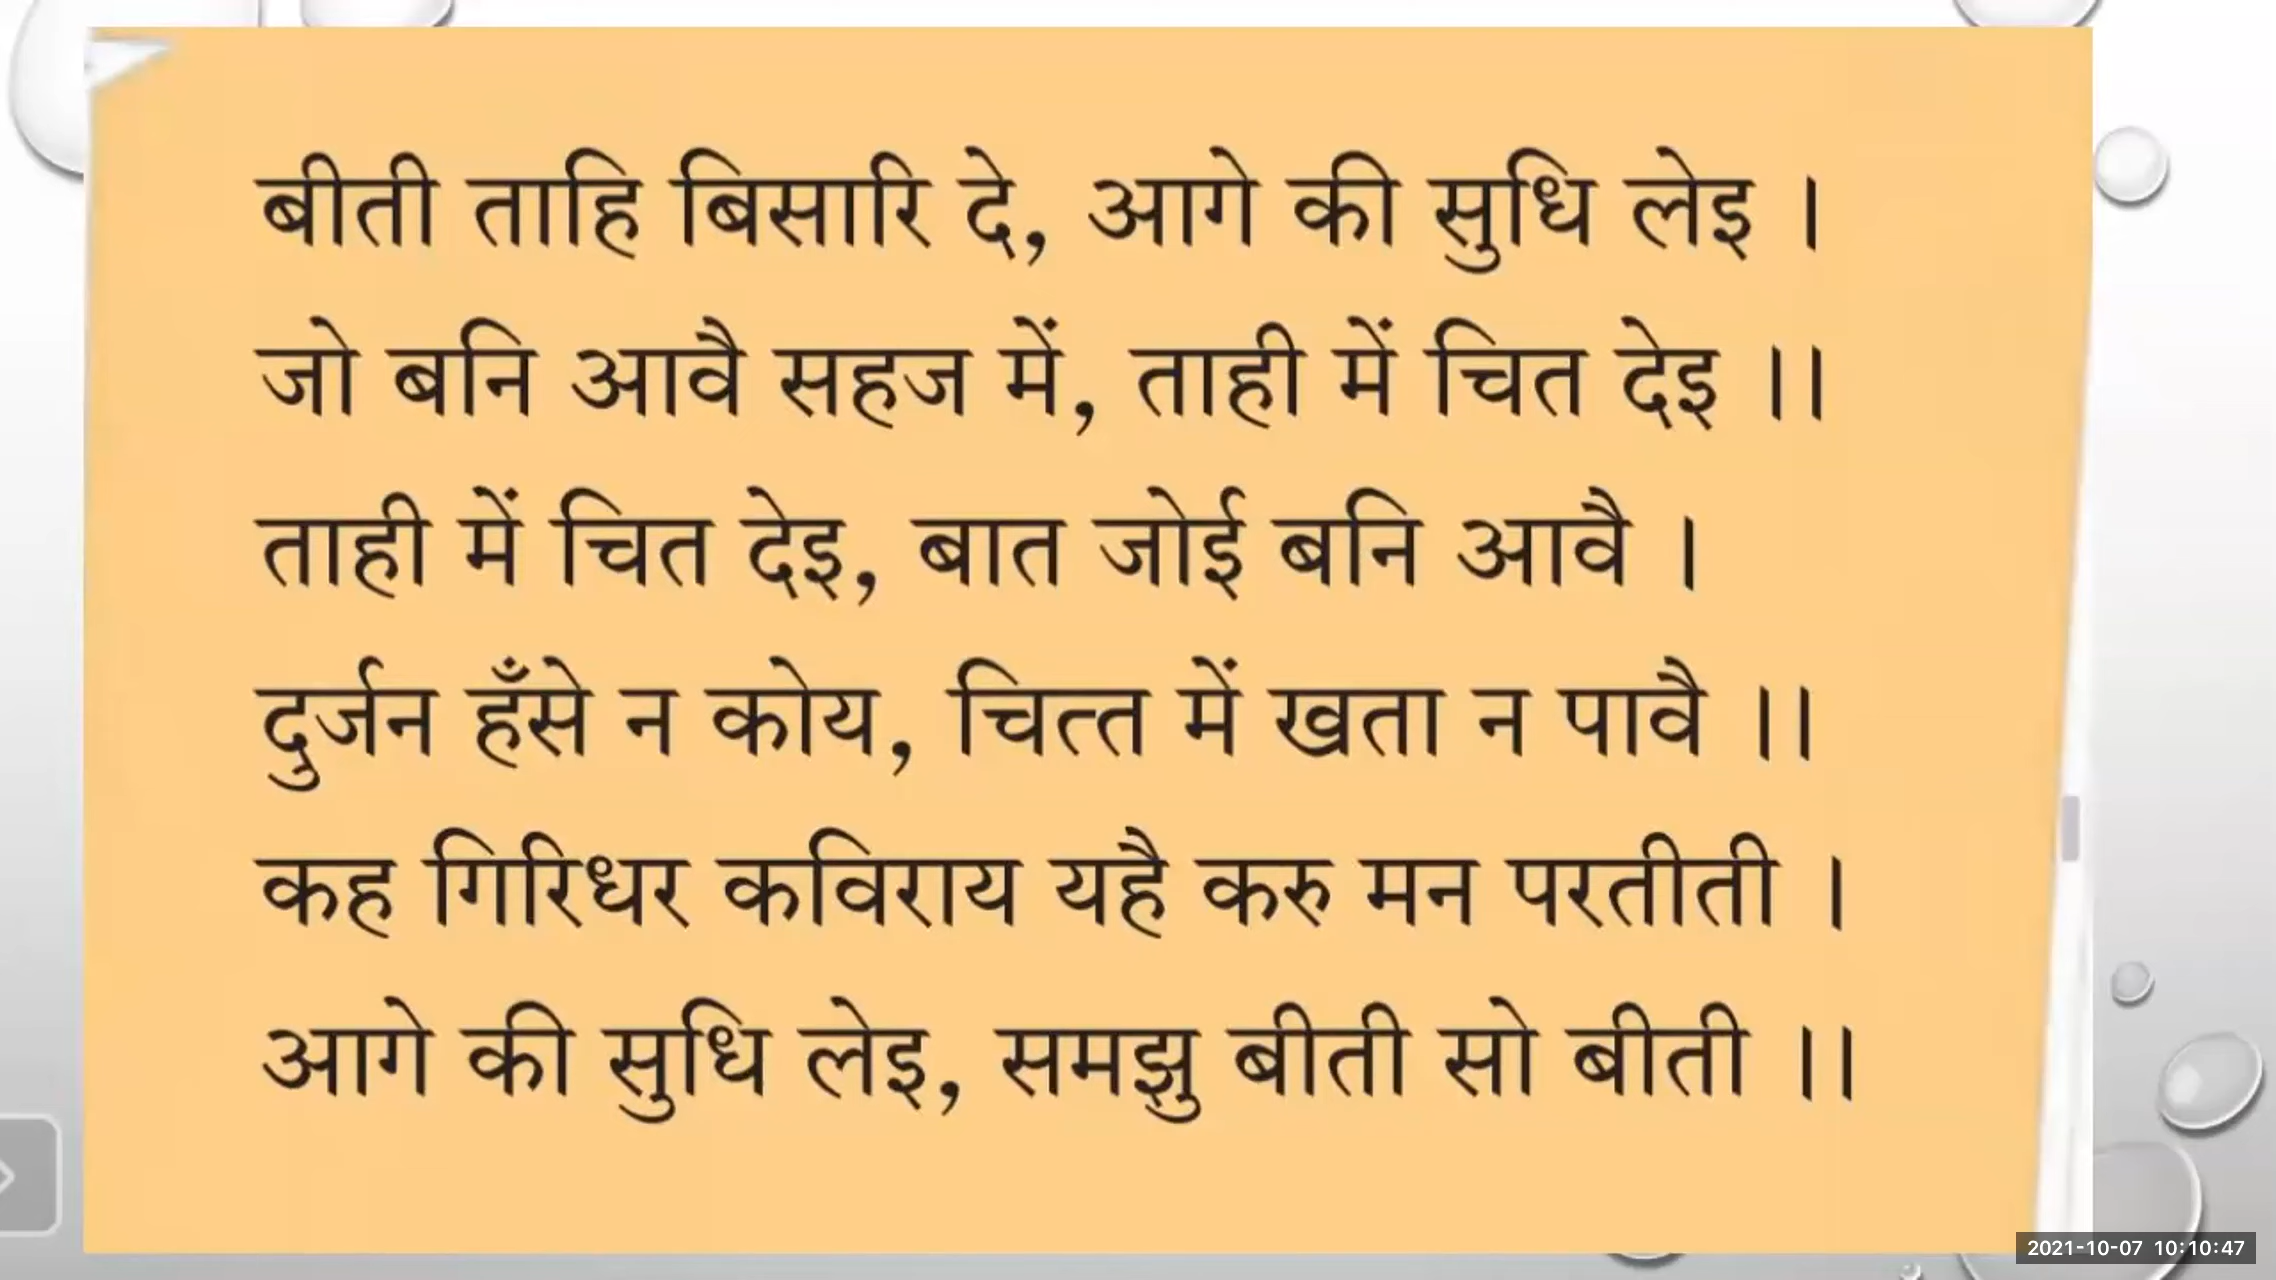 बीती ताहि बिसारि दे, आगे की सुधि लेइ ।
जो बनि आवै सहज में, ताही में चित देइ ।।
ताही में चित देइ, बात जोई बनि आवै ।
दुर्जन हँसे न कोय, चित्त में खता न पावै ।।
कह गिरिधर कविराय यहै करु मन परतीती ।
आगे की सुधि लेइ, समझु बीती सो बीती ।।
2021-10-07 10:10:47